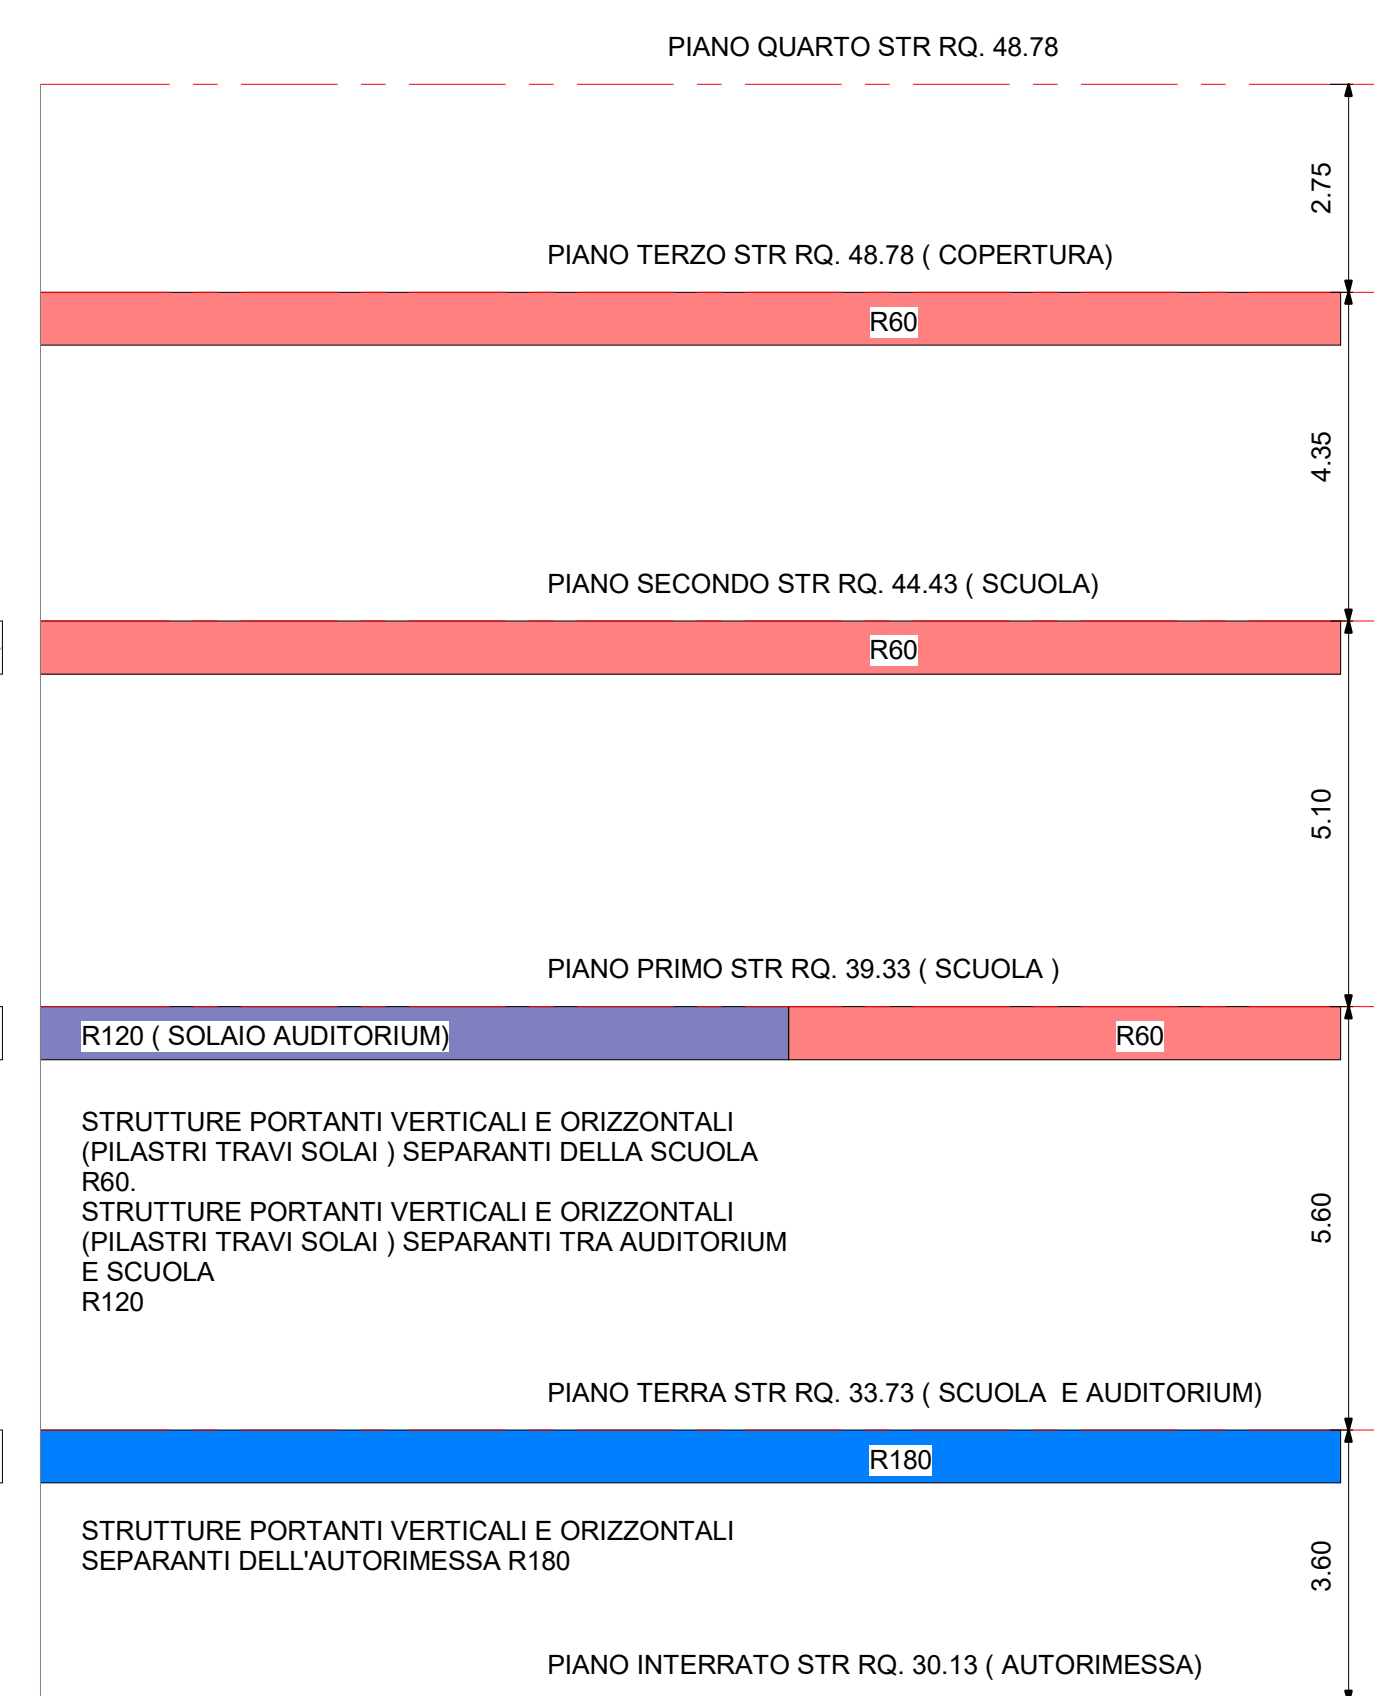 PIANO QUARTO STR RQ. 48.78
2.75
PIANO TERZO STR RQ. 48.78 ( COPERTURA)
R60
4.35
PIANO SECONDO STR RQ. 44.43 ( SCUOLA)
R60
5.10
PIANO PRIMO STR RQ. 39.33 ( SCUOLA )
R120 ( SOLAIO AUDITORIUM)
R60
STRUTTURE PORTANTI VERTICALI E ORIZZONTALI
(PILASTRI TRAVI SOLAI ) SEPARANTI DELLA SCUOLA
R60.
STRUTTURE PORTANTI VERTICALI E ORIZZONTALI
(PILASTRI TRAVI SOLAI ) SEPARANTI TRA AUDITORIUM
E SCUOLA
R120
5.60
PIANO TERRA STR RQ. 33.73 ( SCUOLA  E AUDITORIUM)
R180
STRUTTURE PORTANTI VERTICALI E ORIZZONTALI
SEPARANTI DELL'AUTORIMESSA R180
3.60
PIANO INTERRATO STR RQ. 30.13 ( AUTORIMESSA)